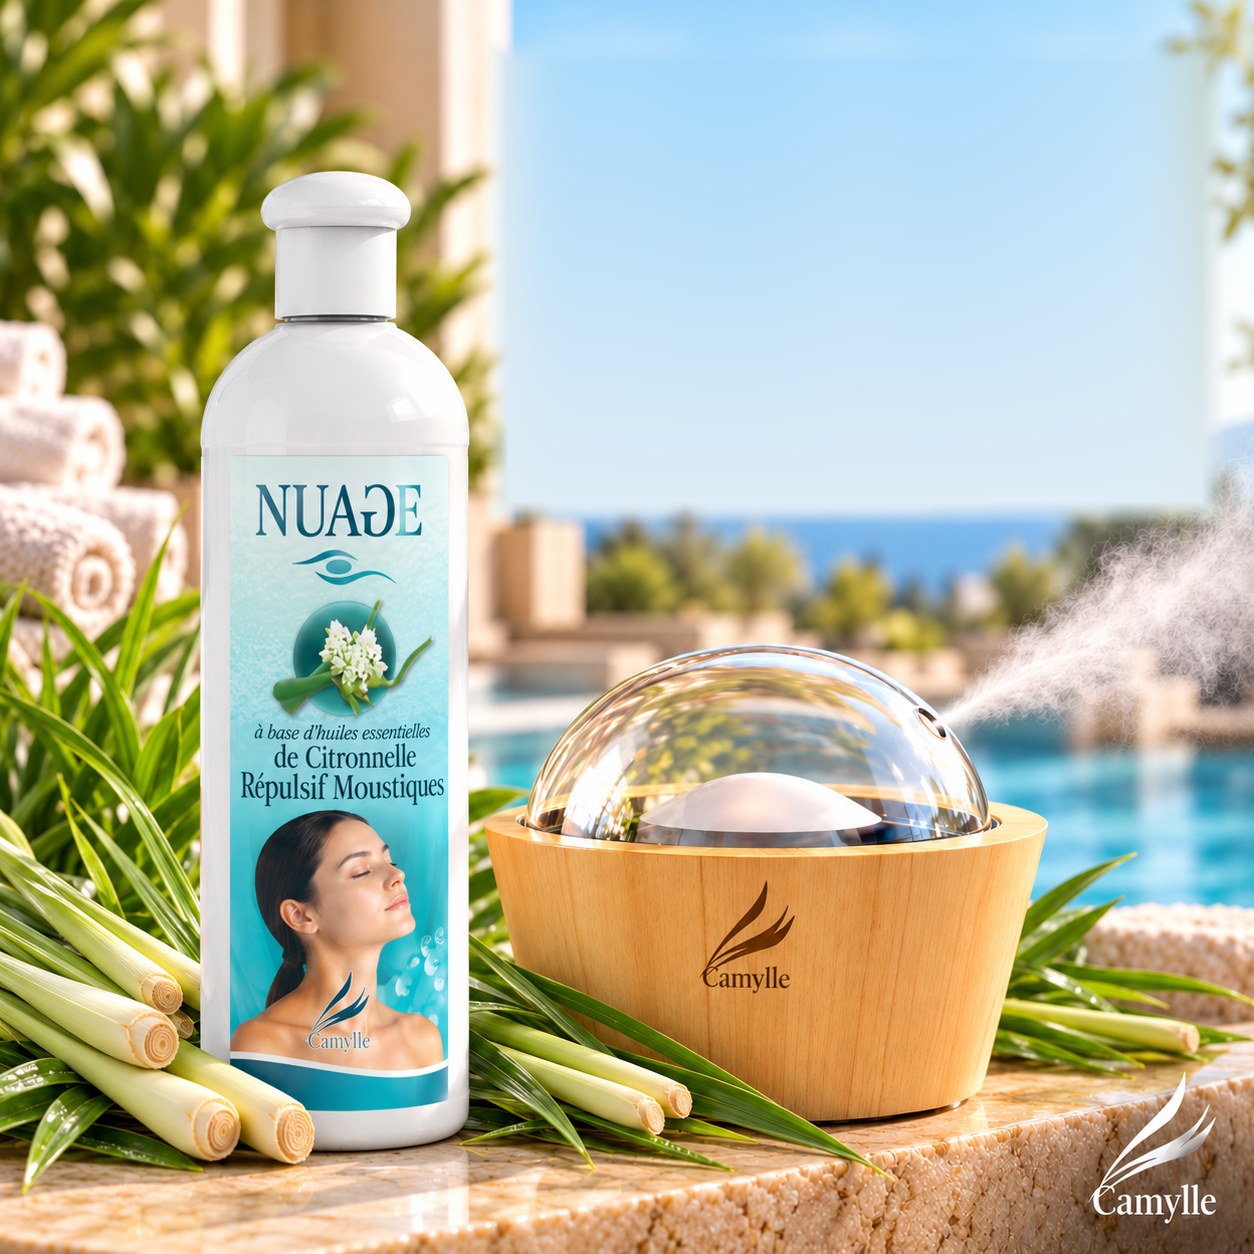 NUAGE
à base d'huiles essentielles
de Citronnelle
Répulsif Moustiques
Camylle
Camylle
Camylle